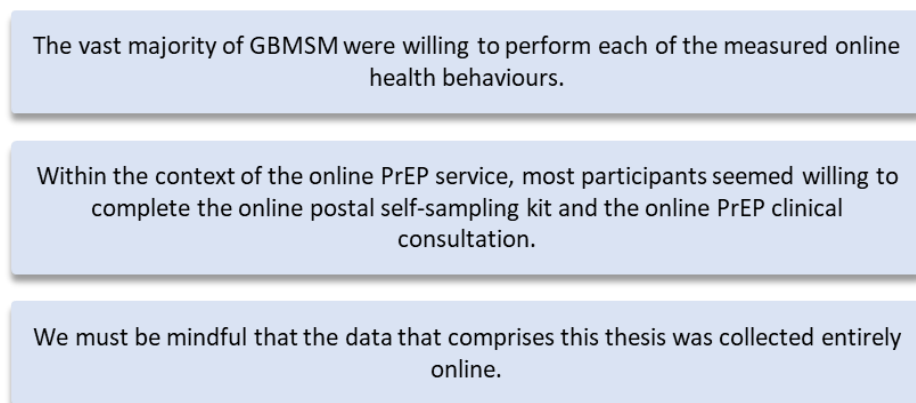 The vast majority of GBMSM were willing to perform each of the measured online
health behaviours.
Within the context of the online PrEP service, most participants seemed willing to
complete the online postal self-sampling kit and the online PrEP clinical
consultation.
We must be mindful that the data that comprises this thesis was collected entirely
online.